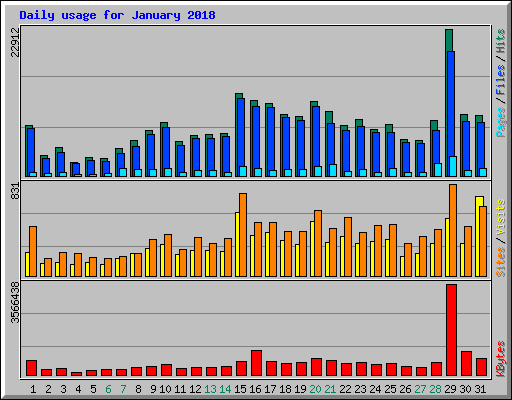 Daily usage for January 2018
22912
Pages / Files / Hits
831
Sites / Visits
3566438
KBytes
1 2 3 4 5 6 7 8 9 10 11 12 13 14 15 16 17 18 19 20 21 22 23 24 25 26 27 28 29 30 31